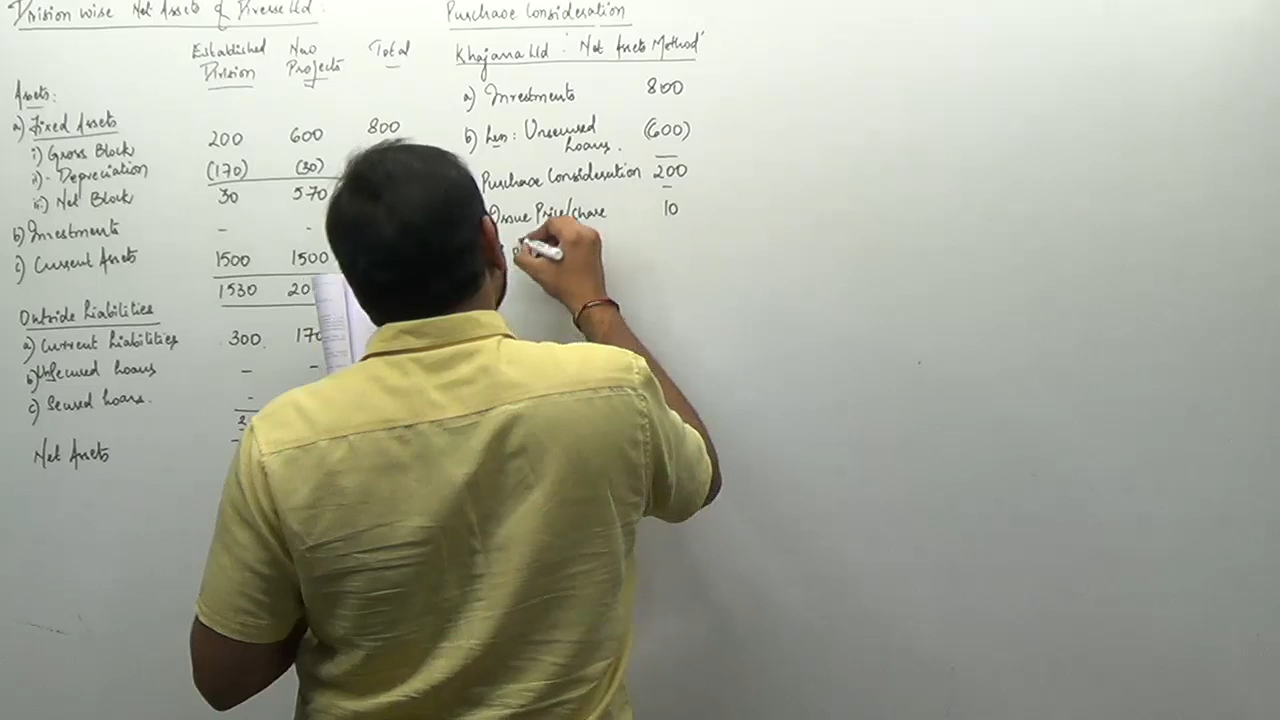 Division wise Net Assets of Diverse Ltd.
Established Division New Projects Total
Assets:
a) Fixed Assets
i) Gross Block 200 600 800
ii) - Depreciation (170) (30)
iii) Net Block 30 570
b) Investments - -
c) Current Assets 1500 1500
1530 20
Outside Liabilities
a) Current Liabilities 300 170
b) UnSecured Loans - -
c) Secured Loans. -
3
Net Assets -
Purchase Consideration
Khajana Ltd 'Net Assets Method'
a) Investments 800
b) Less: Unsecured Loans. (600)
Purchase Consideration 200
Issue Price/Share 10